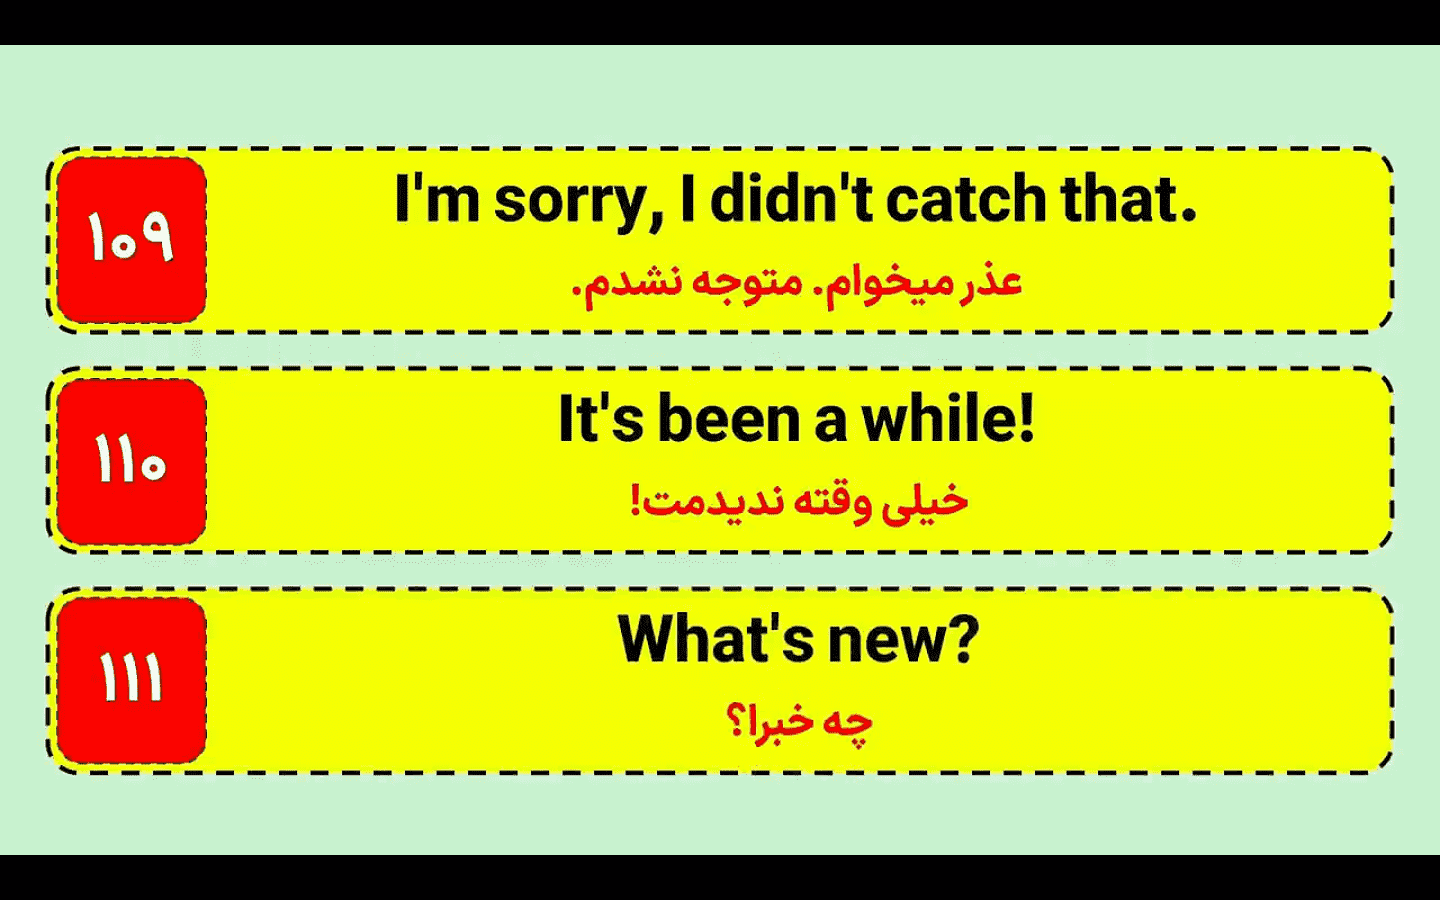 ۱۰۹
I'm sorry, I didn't catch that.
عذر میخوام. متوجه نشدم.
۱۱۰
It's been a while!
خیلی وقته ندیدمت!
۱۱۱
What's new?
چه خبرا؟